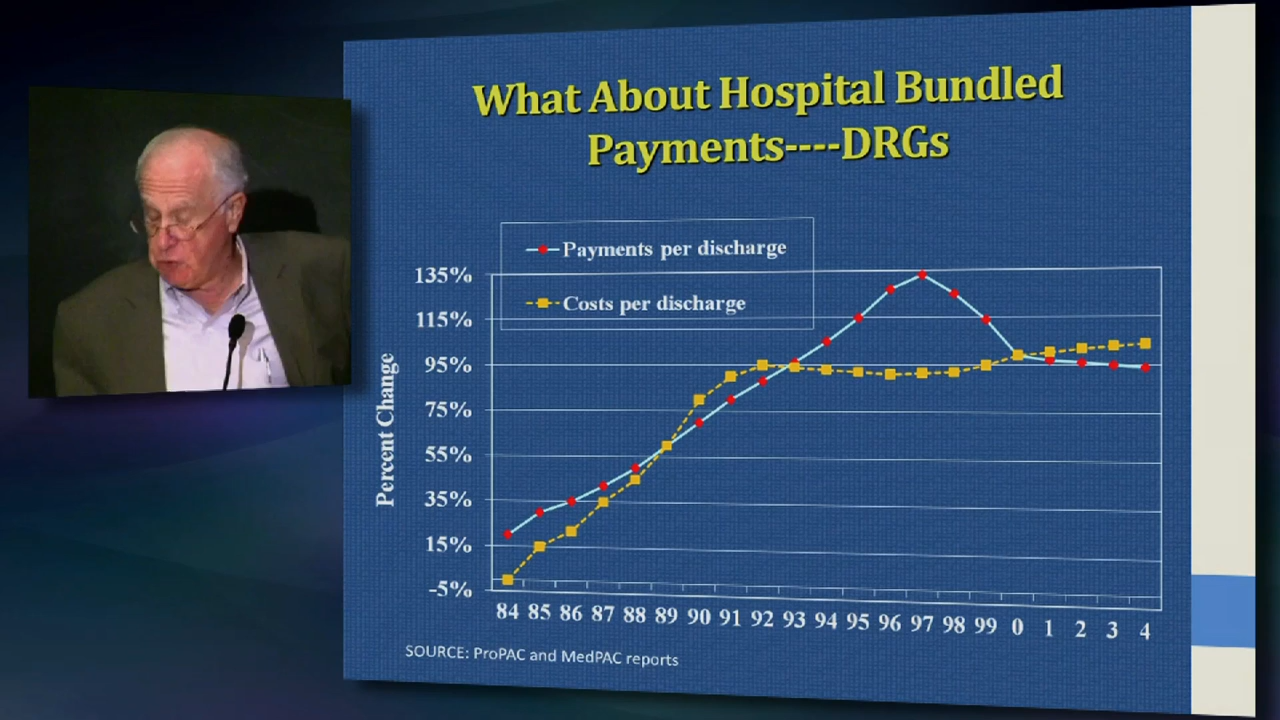 What About Hospital Bundled
Payments----DRGs
Payments per discharge
Costs per discharge
Percent Change
135%
115%
95%
75%
55%
35%
15%
-5%
84 85 86 87 88 89 90 91 92 93 94 95 96 97 98 99 0 1 2 3 4
SOURCE: ProPAC and MedPAC reports